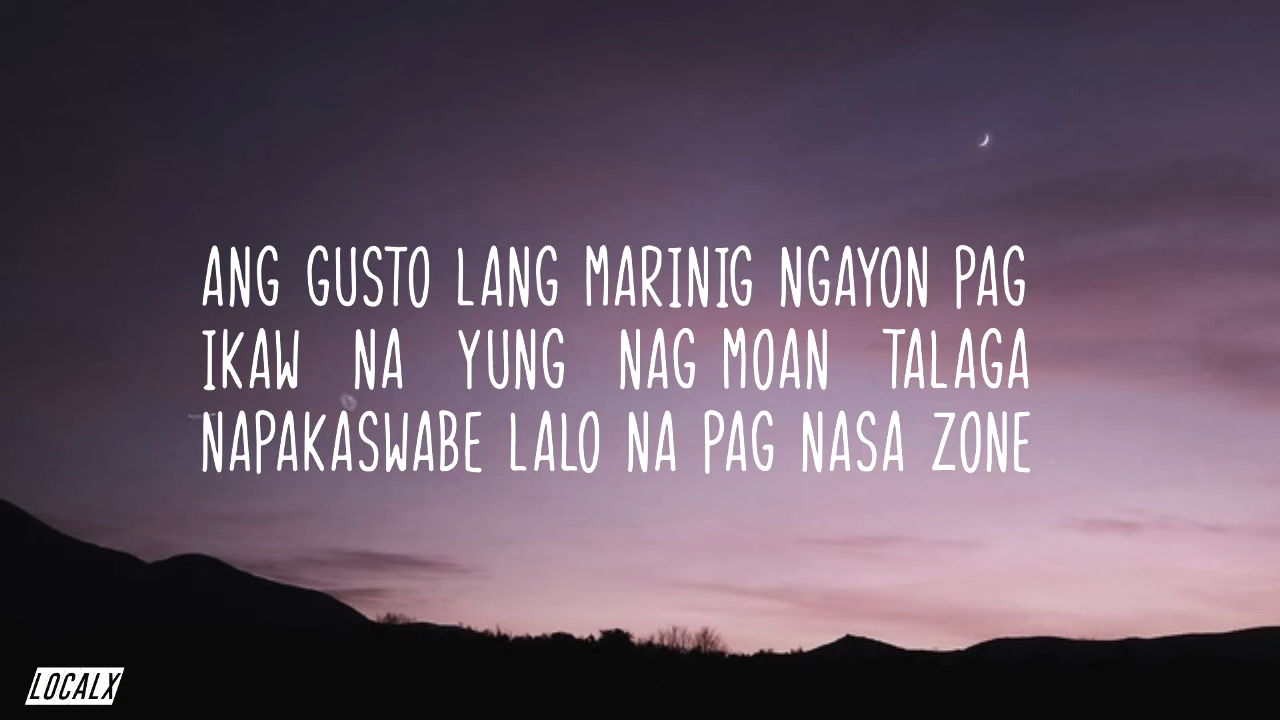 ANG GUSTO LANG MARINIG NGAYON PAG
IKAW NA YUNG NAG MOAN TALAGA
NAPAKASWABE LALO NA PAG NASA ZONE
LOCALX